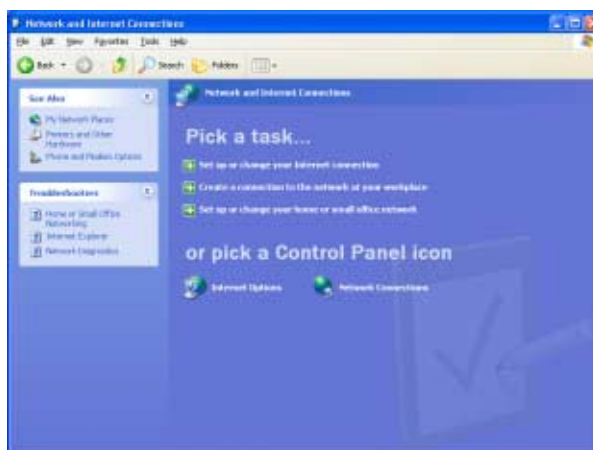 Network and Internet Connections
File Edit View Favorites Tools Help
Back Search Folders
See Also
My Network Places
Printers and Other
Hardware
Phone and Modem Options
Troubleshooters
Home or Small Office
Networking
Internet Explorer
Network Diagnostics
Network and Internet Connections
Pick a task...
Set up or change your Internet connection
Create a connection to the network at your workplace
Set up or change your home or small office network
or pick a Control Panel icon
Internet Options Network Connections